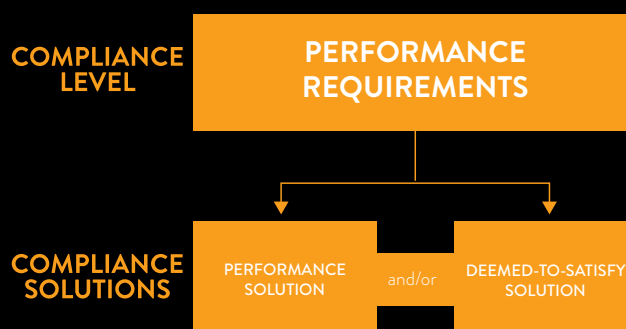 COMPLIANCE
LEVEL
PERFORMANCE
REQUIREMENTS
COMPLIANCE
SOLUTIONS
PERFORMANCE
SOLUTION
and/or
DEEMED-TO-SATISFY
SOLUTION